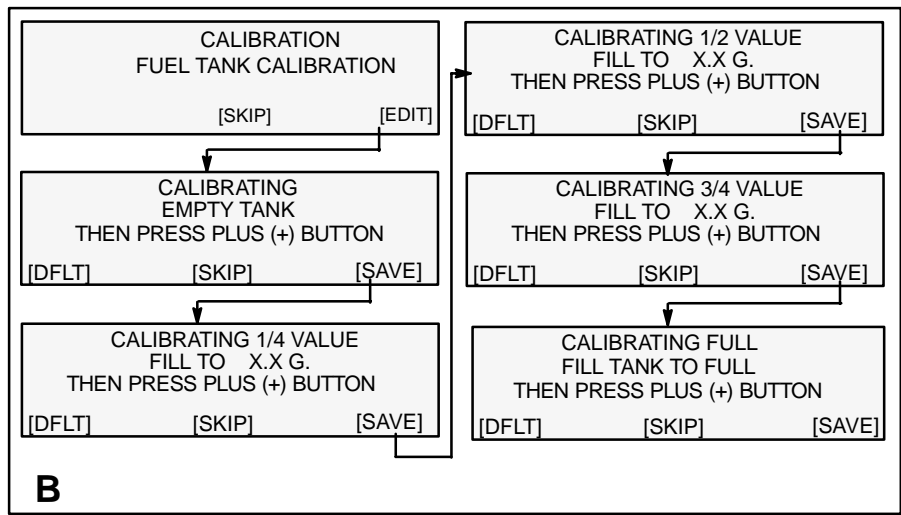 CALIBRATION
FUEL TANK CALIBRATION
[SKIP] [EDIT]
CALIBRATING
EMPTY TANK
THEN PRESS PLUS (+) BUTTON
[DFLT] [SKIP] [SAVE]
CALIBRATING 1/4 VALUE
FILL TO X.X G.
THEN PRESS PLUS (+) BUTTON
[DFLT] [SKIP] [SAVE]
CALIBRATING 1/2 VALUE
FILL TO X.X G.
THEN PRESS PLUS (+) BUTTON
[DFLT] [SKIP] [SAVE]
CALIBRATING 3/4 VALUE
FILL TO X.X G.
THEN PRESS PLUS (+) BUTTON
[DFLT] [SKIP] [SAVE]
CALIBRATING FULL
FILL TANK TO FULL
THEN PRESS PLUS (+) BUTTON
[DFLT] [SKIP] [SAVE]
B